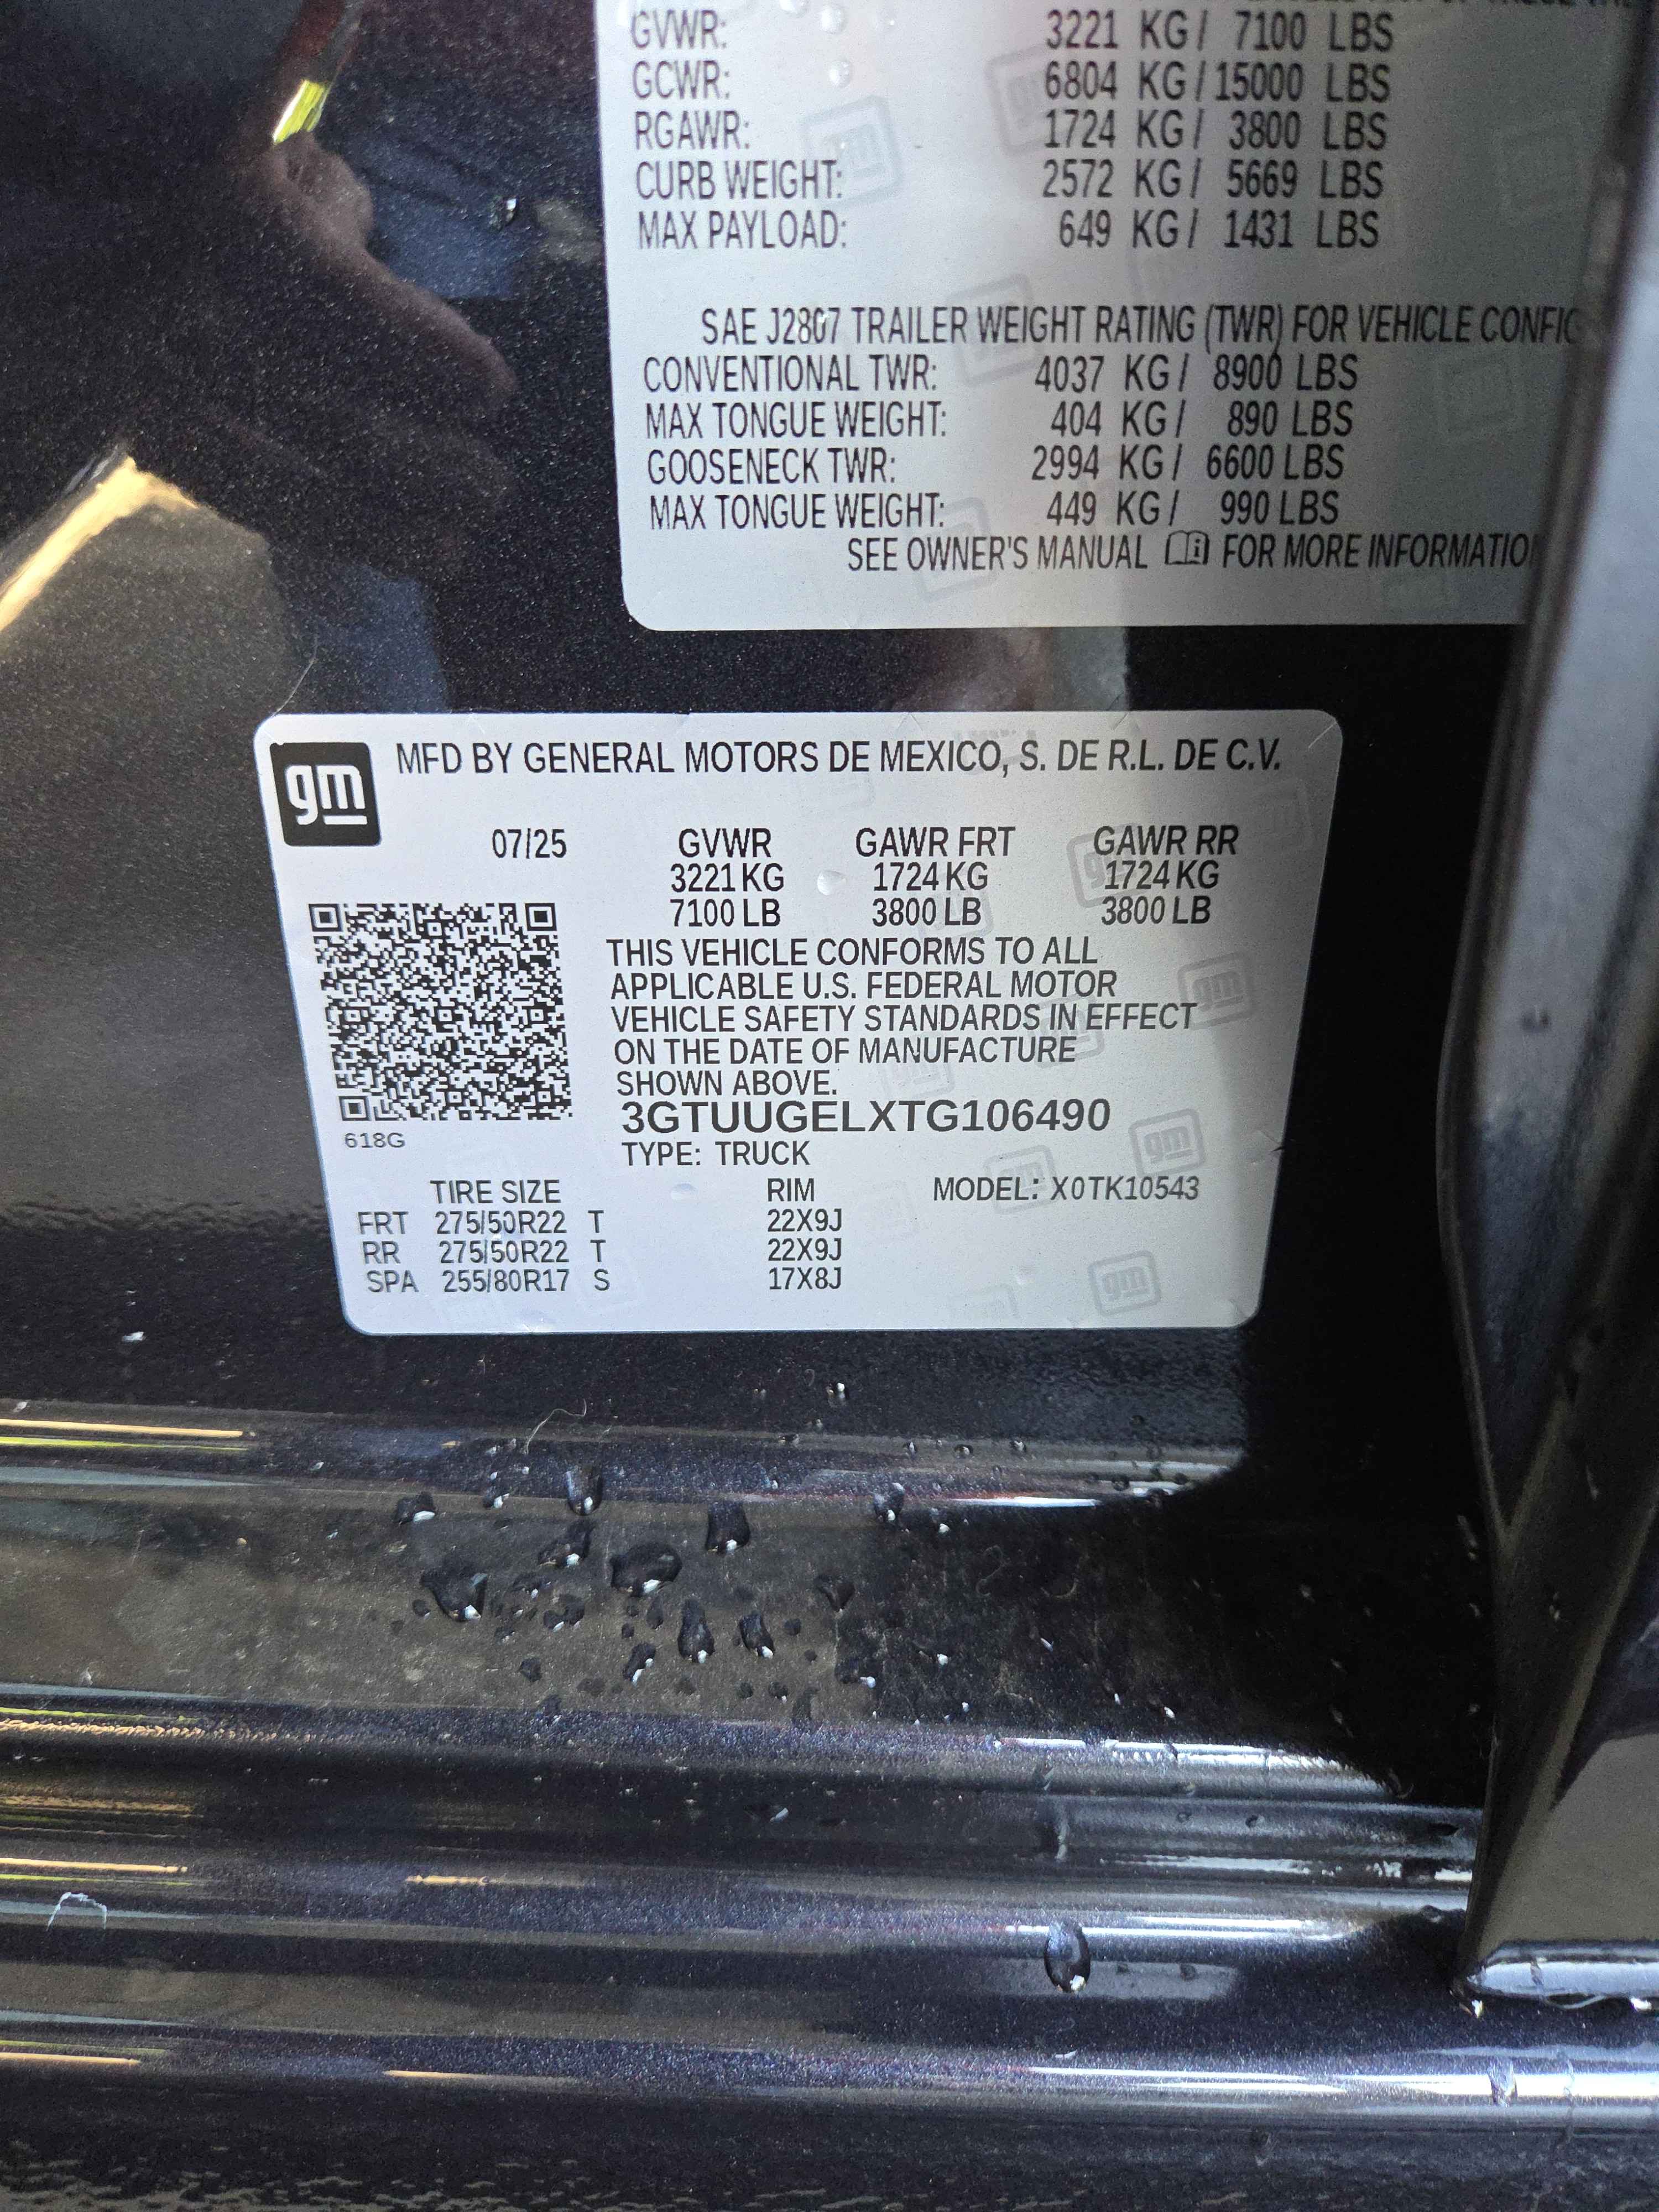 GVWR: 3221 KG / 7100 LBS
GCWR: 6804 KG / 15000 LBS
RGAWR: 1724 KG / 3800 LBS
CURB WEIGHT: 2572 KG / 5669 LBS
MAX PAYLOAD: 649 KG / 1431 LBS
SAE J2807 TRAILER WEIGHT RATING (TWR) FOR VEHICLE CONFIG
CONVENTIONAL TWR: 4037 KG / 8900 LBS
MAX TONGUE WEIGHT: 404 KG / 890 LBS
GOOSENECK TWR: 2994 KG / 6600 LBS
MAX TONGUE WEIGHT: 449 KG / 990 LBS
SEE OWNER'S MANUAL FOR MORE INFORMATION
gm
MFD BY GENERAL MOTORS DE MEXICO, S. DE R.L. DE C.V.
07/25 GVWR GAWR FRT GAWR RR
3221 KG 1724 KG 1724 KG
7100 LB 3800 LB 3800 LB
THIS VEHICLE CONFORMS TO ALL
APPLICABLE U.S. FEDERAL MOTOR
VEHICLE SAFETY STANDARDS IN EFFECT
ON THE DATE OF MANUFACTURE
SHOWN ABOVE.
3GTUUGELXTG106490
618G
TYPE: TRUCK
TIRE SIZE RIM MODEL: X0TK10543
FRT 275/50R22 T 22X9J
RR 275/50R22 T 22X9J
SPA 255/80R17 S 17X8J